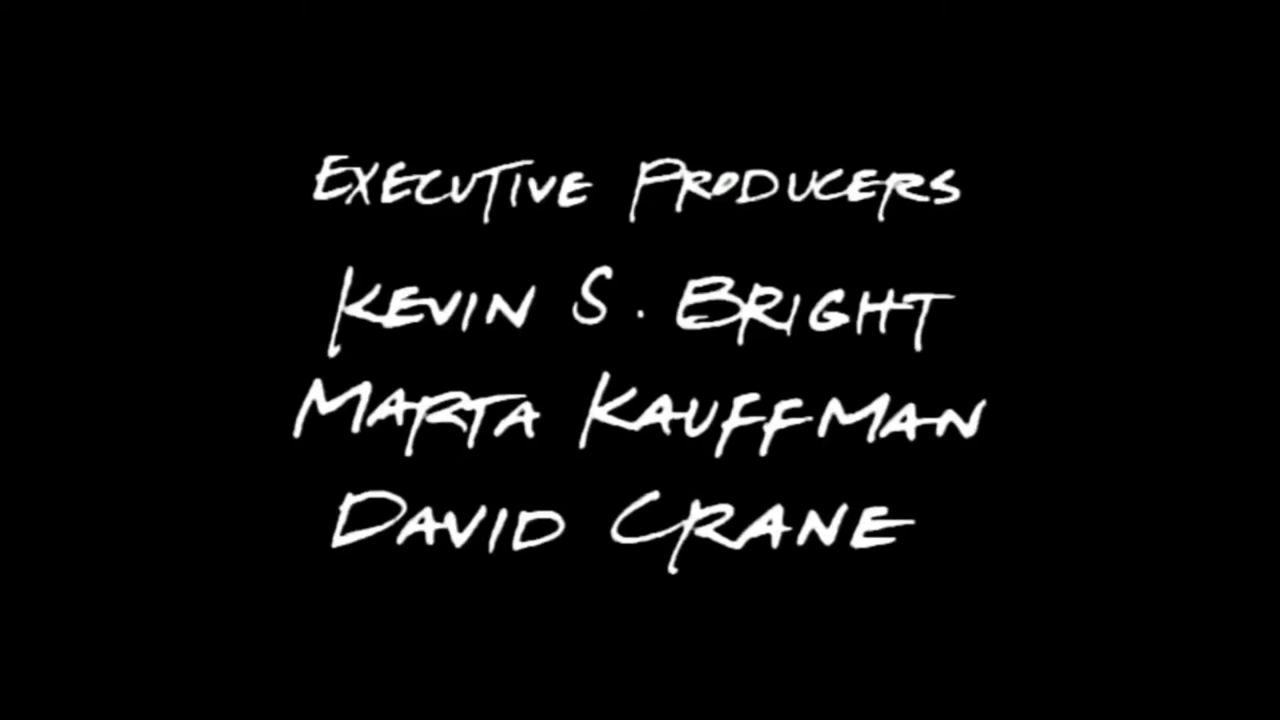 EXECUTIVE PRODUCERS
KEVIN S. BRIGHT
MARTA KAUFFMAN
DAVID CRANE